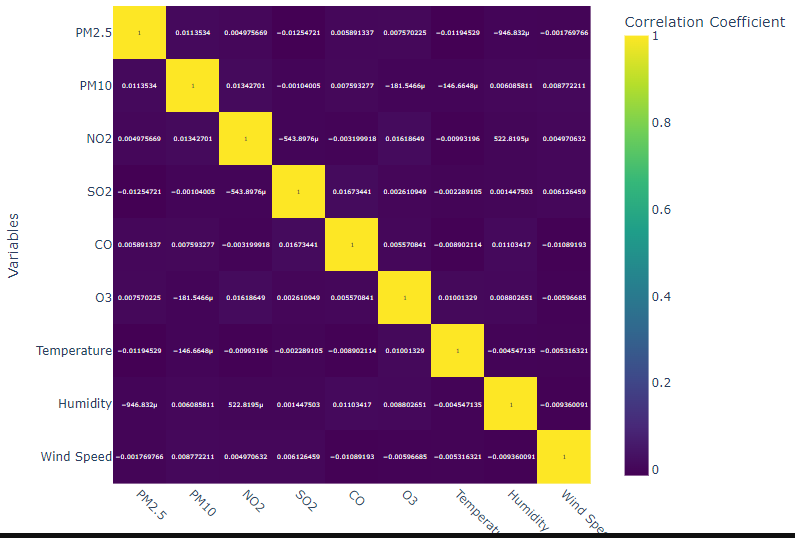 Correlation Coefficient
PM2.5 1 0.0113534 0.004975669 −0.01254721 0.005891337 0.007570225 −0.01194529 −946.832μ −0.001769766
PM10 0.0113534 1 0.01342701 −0.00104005 0.007593277 −181.5466μ −146.6648μ 0.006085811 0.008772211
NO2 0.004975669 0.01342701 1 −543.8976μ −0.003199918 0.01618649 −0.00993196 522.8195μ 0.004970632
SO2 −0.01254721 −0.00104005 −543.8976μ 1 0.01673441 0.002610949 −0.002289105 0.001447503 0.006126459
CO 0.005891337 0.007593277 −0.003199918 0.01673441 1 0.005570841 −0.008902114 0.01103417 −0.01089193
O3 0.007570225 −181.5466μ 0.01618649 0.002610949 0.005570841 1 0.01001329 0.008802651 −0.00596685
Temperature −0.01194529 −146.6648μ −0.00993196 −0.002289105 −0.008902114 0.01001329 1 −0.004547135 −0.005316321
Humidity −946.832μ 0.006085811 522.8195μ 0.001447503 0.01103417 0.008802651 −0.004547135 1 −0.009360091
Wind Speed −0.001769766 0.008772211 0.004970632 0.006126459 −0.01089193 −0.00596685 −0.005316321 −0.009360091 1
PM2.5 PM10 NO2 SO2 CO O3 Temperatu Humidity Wind Spe
Variables
1
0.8
0.6
0.4
0.2
0